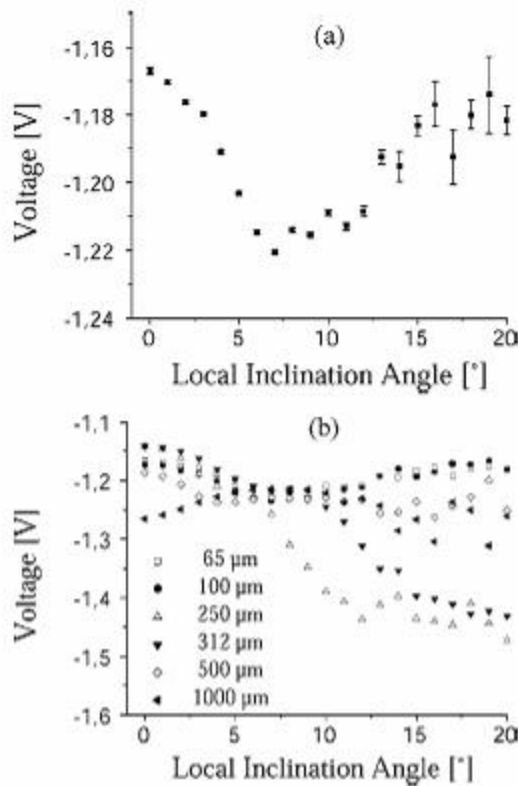 (a)
Voltage [V]
-1,16
-1,18
-1,20
-1,22
-1,24
0 5 10 15 20
Local Inclination Angle [°]
(b)
Voltage [V]
-1,1
-1,2
-1,3
-1,4
-1,5
-1,6
65 µm
100 µm
250 µm
312 µm
500 µm
1000 µm
0 5 10 15 20
Local Inclination Angle [°]